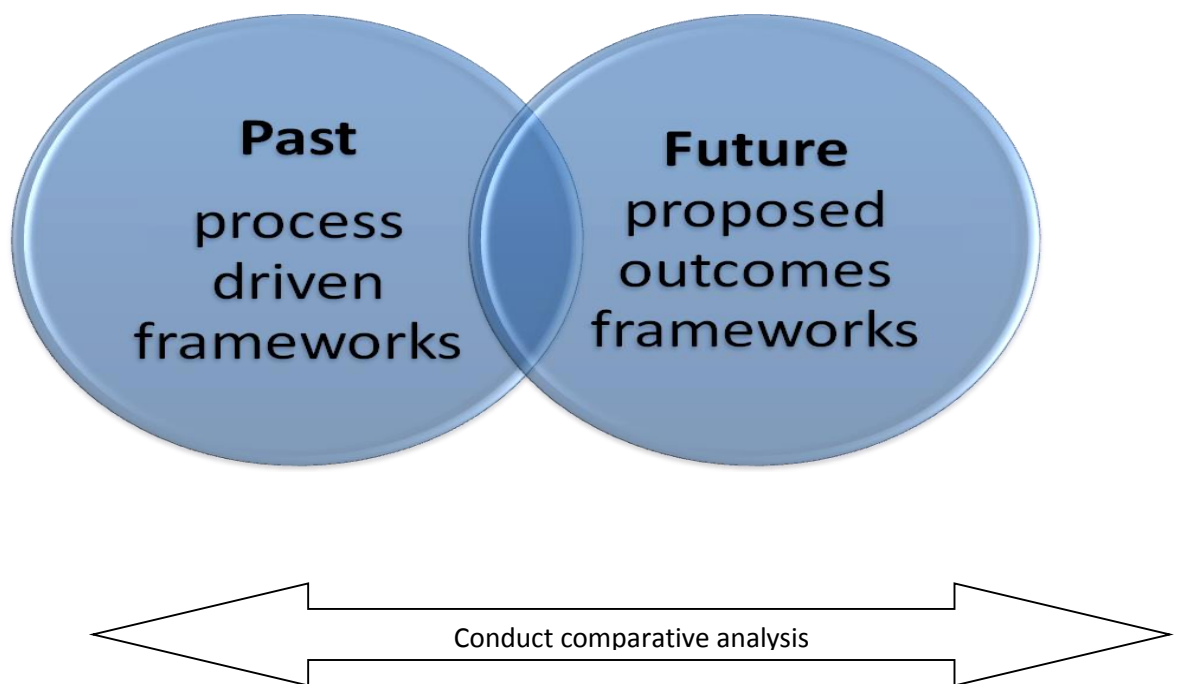 Past
process
driven
frameworks
Future
proposed
outcomes
frameworks
Conduct comparative analysis